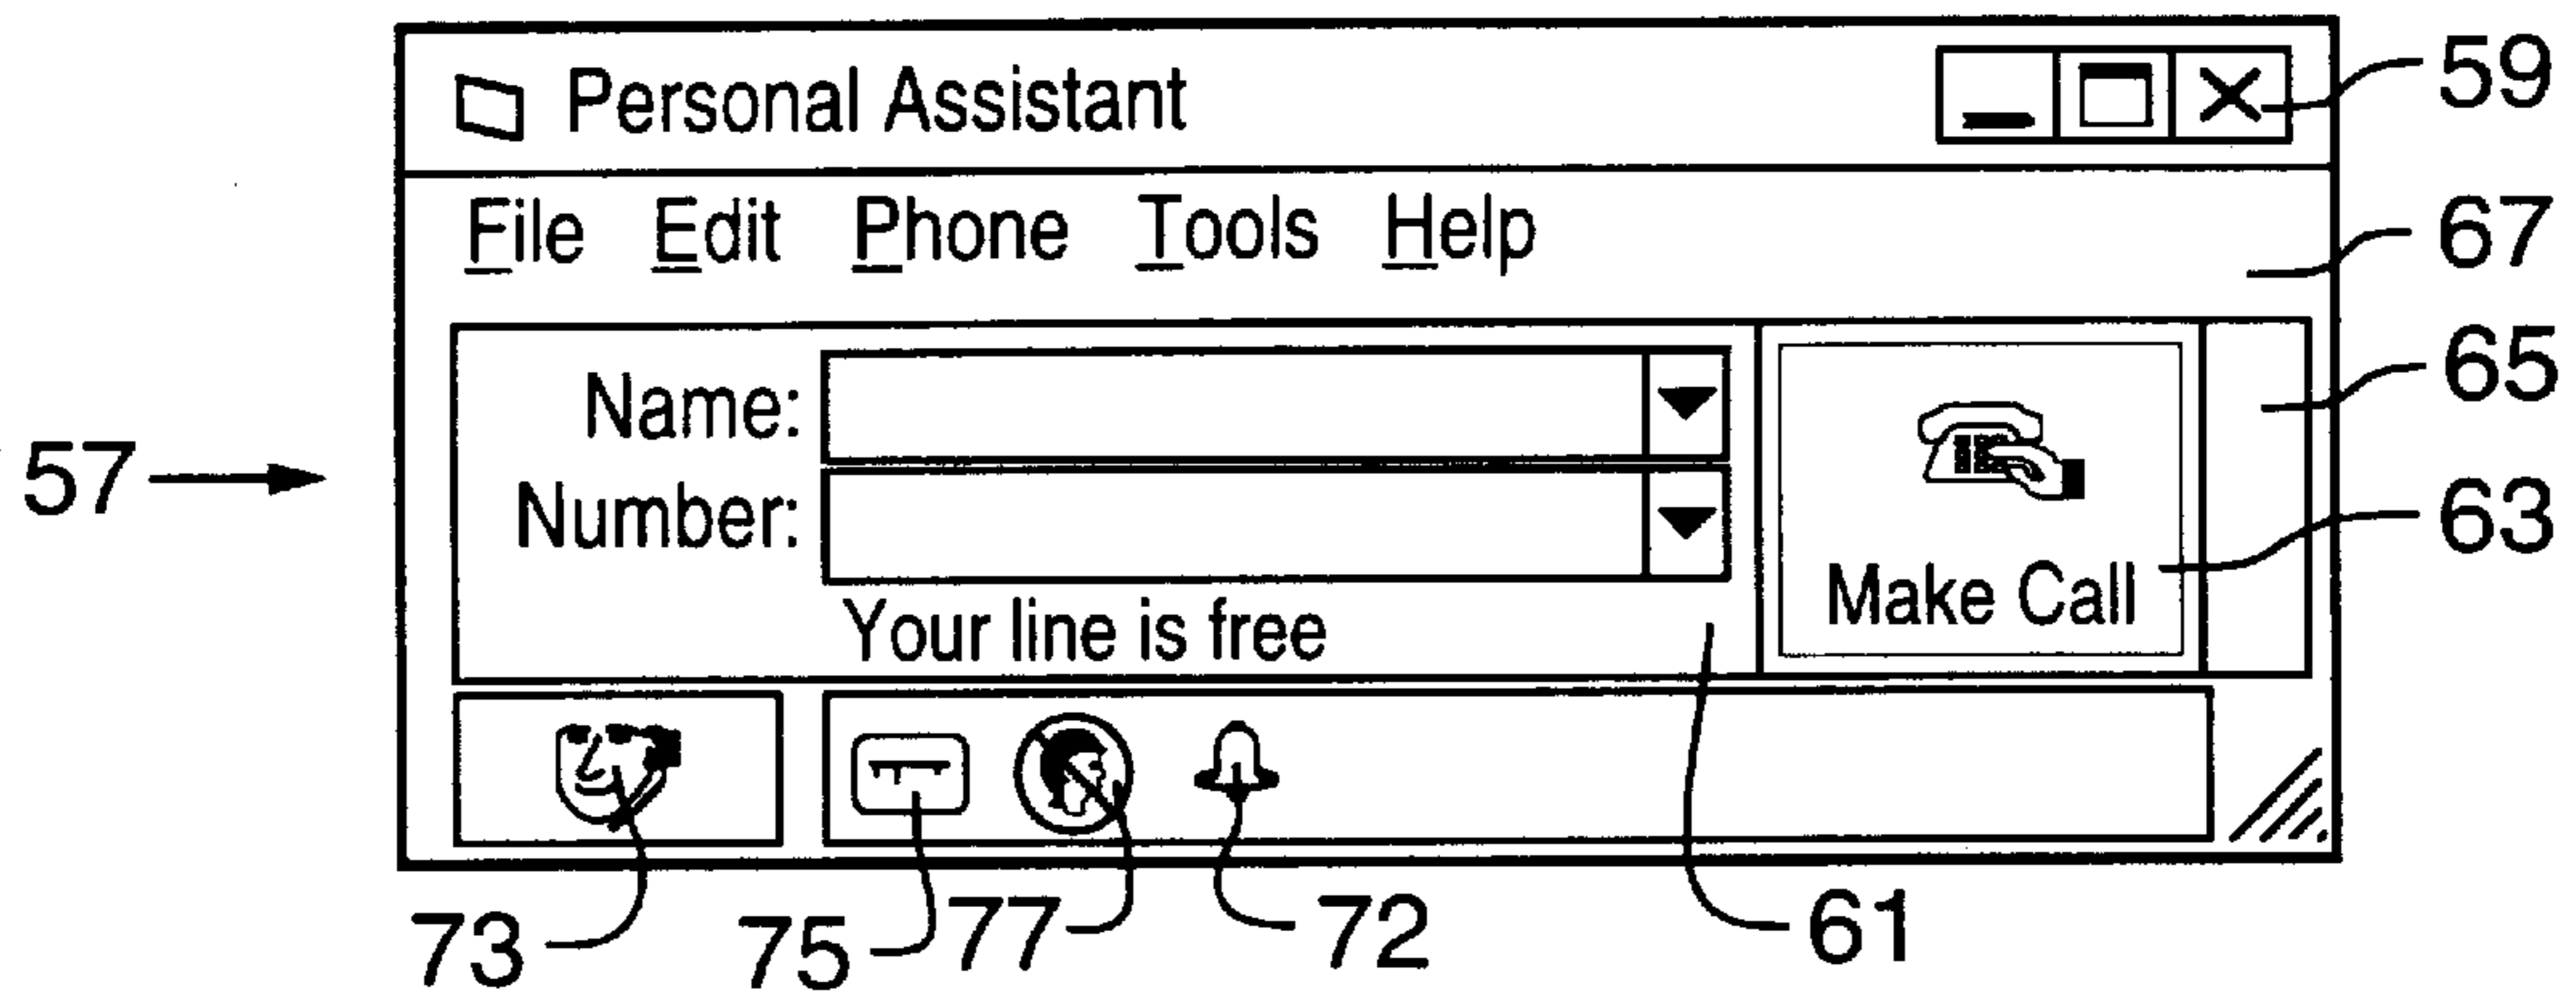 Personal Assistant
59
File Edit Phone Tools Help
67
Name:
65
57
Number:
63
Make Call
Your line is free
73 75 77 72 61